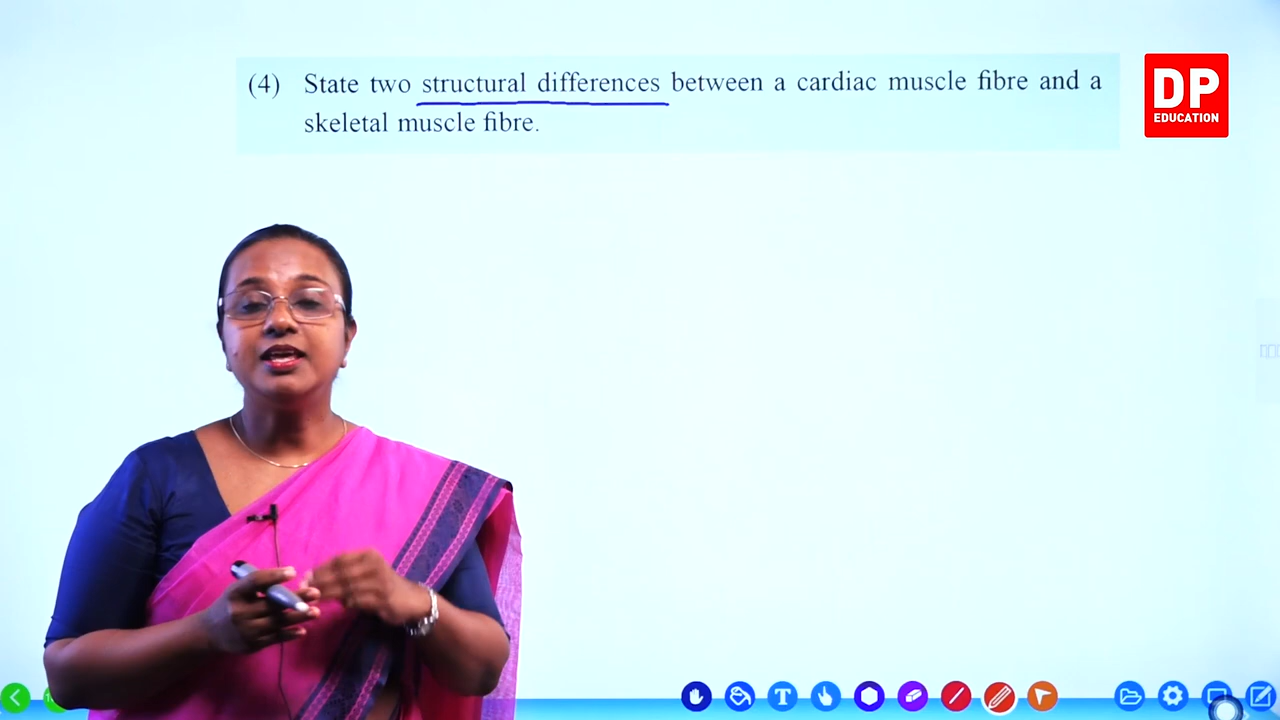 (4) State two structural differences between a cardiac muscle fibre and a
skeletal muscle fibre.
DP
EDUCATION
T